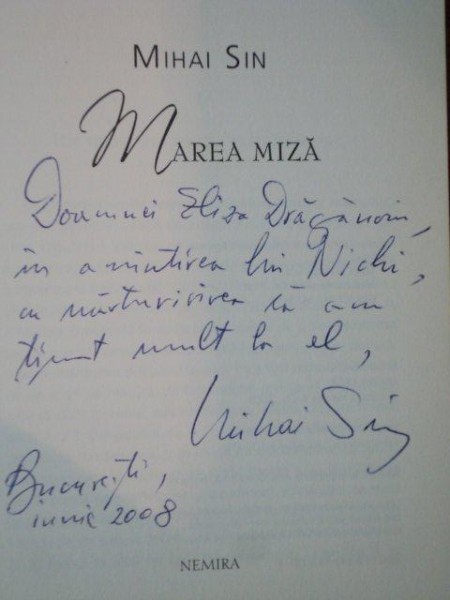 MIHAI SIN
MAREA MIZĂ
Doamnei Eliza Drăgănoiu,
în amintirea lui Nichi,
cu mărturisirea că am
ţinut mult la el,
Mihai Sin
Bucureşti,
iunie 2008
NEMIRA